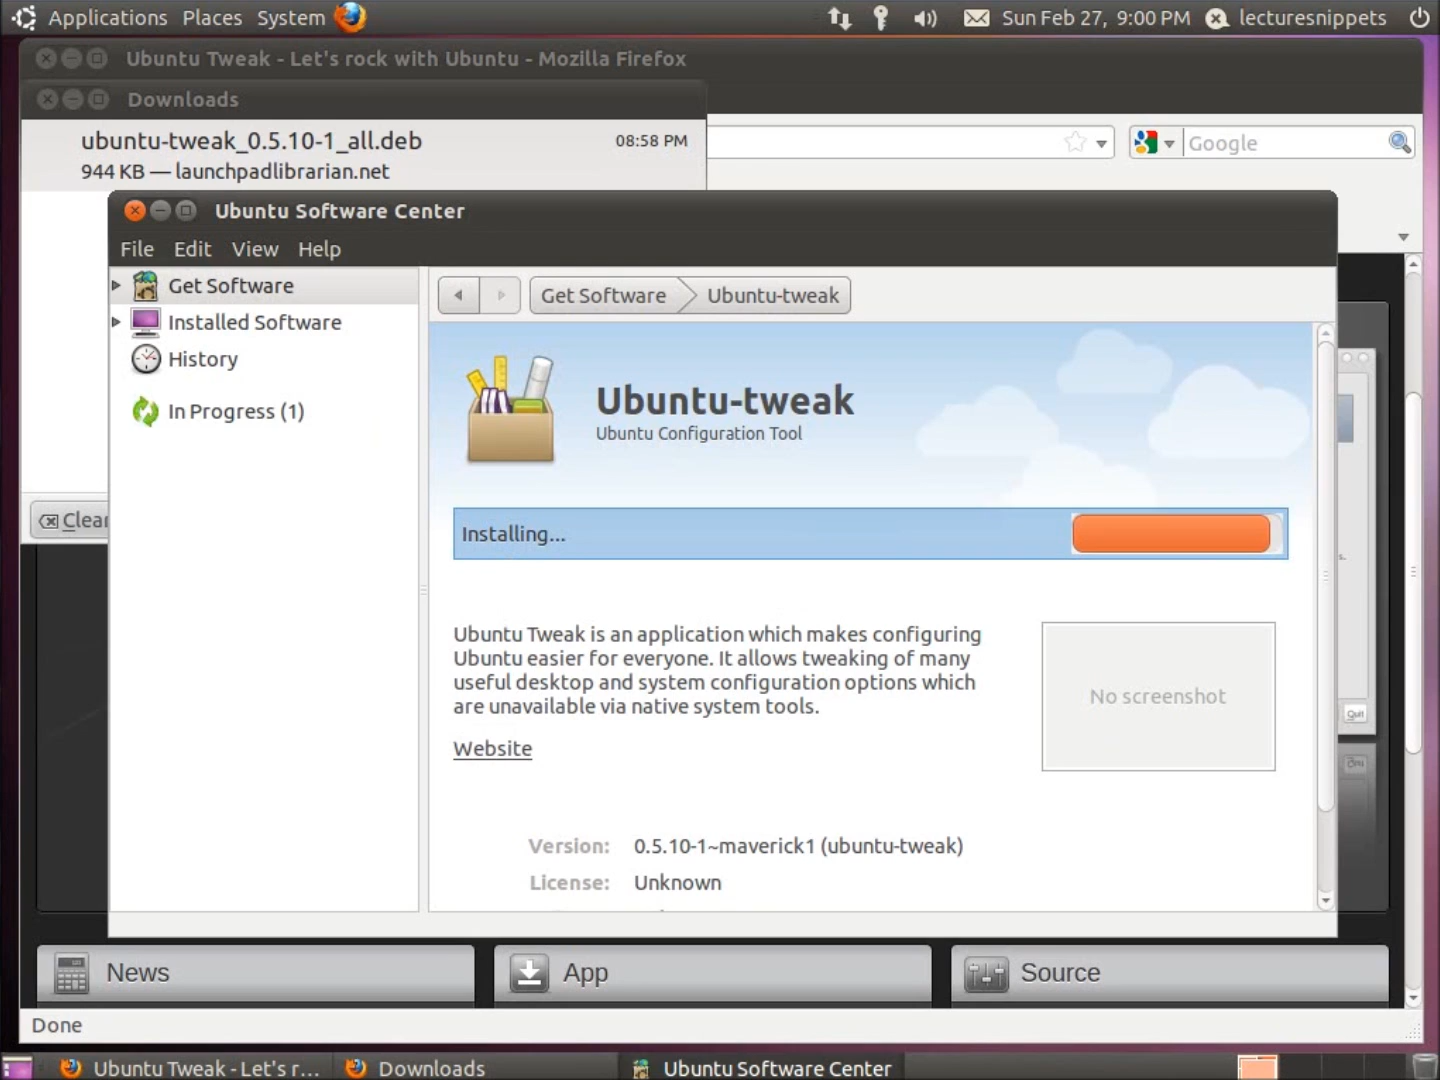 Applications Places System
Sun Feb 27, 9:00 PM lecturesnippets
Ubuntu Tweak - Let's rock with Ubuntu - Mozilla Firefox
Downloads
ubuntu-tweak_0.5.10-1_all.deb 08:58 PM
944 KB — launchpadlibrarian.net
Google
Ubuntu Software Center
File Edit View Help
Get Software
Installed Software
History
In Progress (1)
Get Software Ubuntu-tweak
Ubuntu-tweak
Ubuntu Configuration Tool
Clear
Installing...
Ubuntu Tweak is an application which makes configuring
Ubuntu easier for everyone. It allows tweaking of many
useful desktop and system configuration options which
are unavailable via native system tools.
No screenshot
Quit
Website
Version: 0.5.10-1~maverick1 (ubuntu-tweak)
License: Unknown
News App Source
Done
Ubuntu Tweak - Let's r... Downloads Ubuntu Software Center